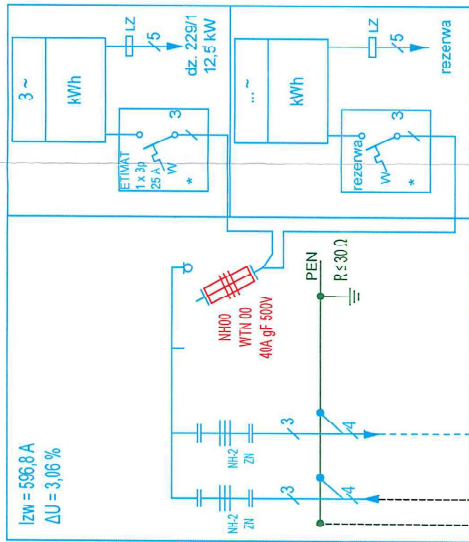 Izw = 596,8 A
ΔU = 3,06 %
3 ~
kWh
LZ
5
dz. 229/1
12,5 kW
ETIMAT
1 x 3p
25 A
W
*
3
... ~
kWh
LZ
5
rezerwa
rezerwa
W
*
3
NH00
WTN 00
40A gF 500V
PEN
R ≤ 30 Ω
NH-2
ZN
3
4
NH-2
ZN
3
4